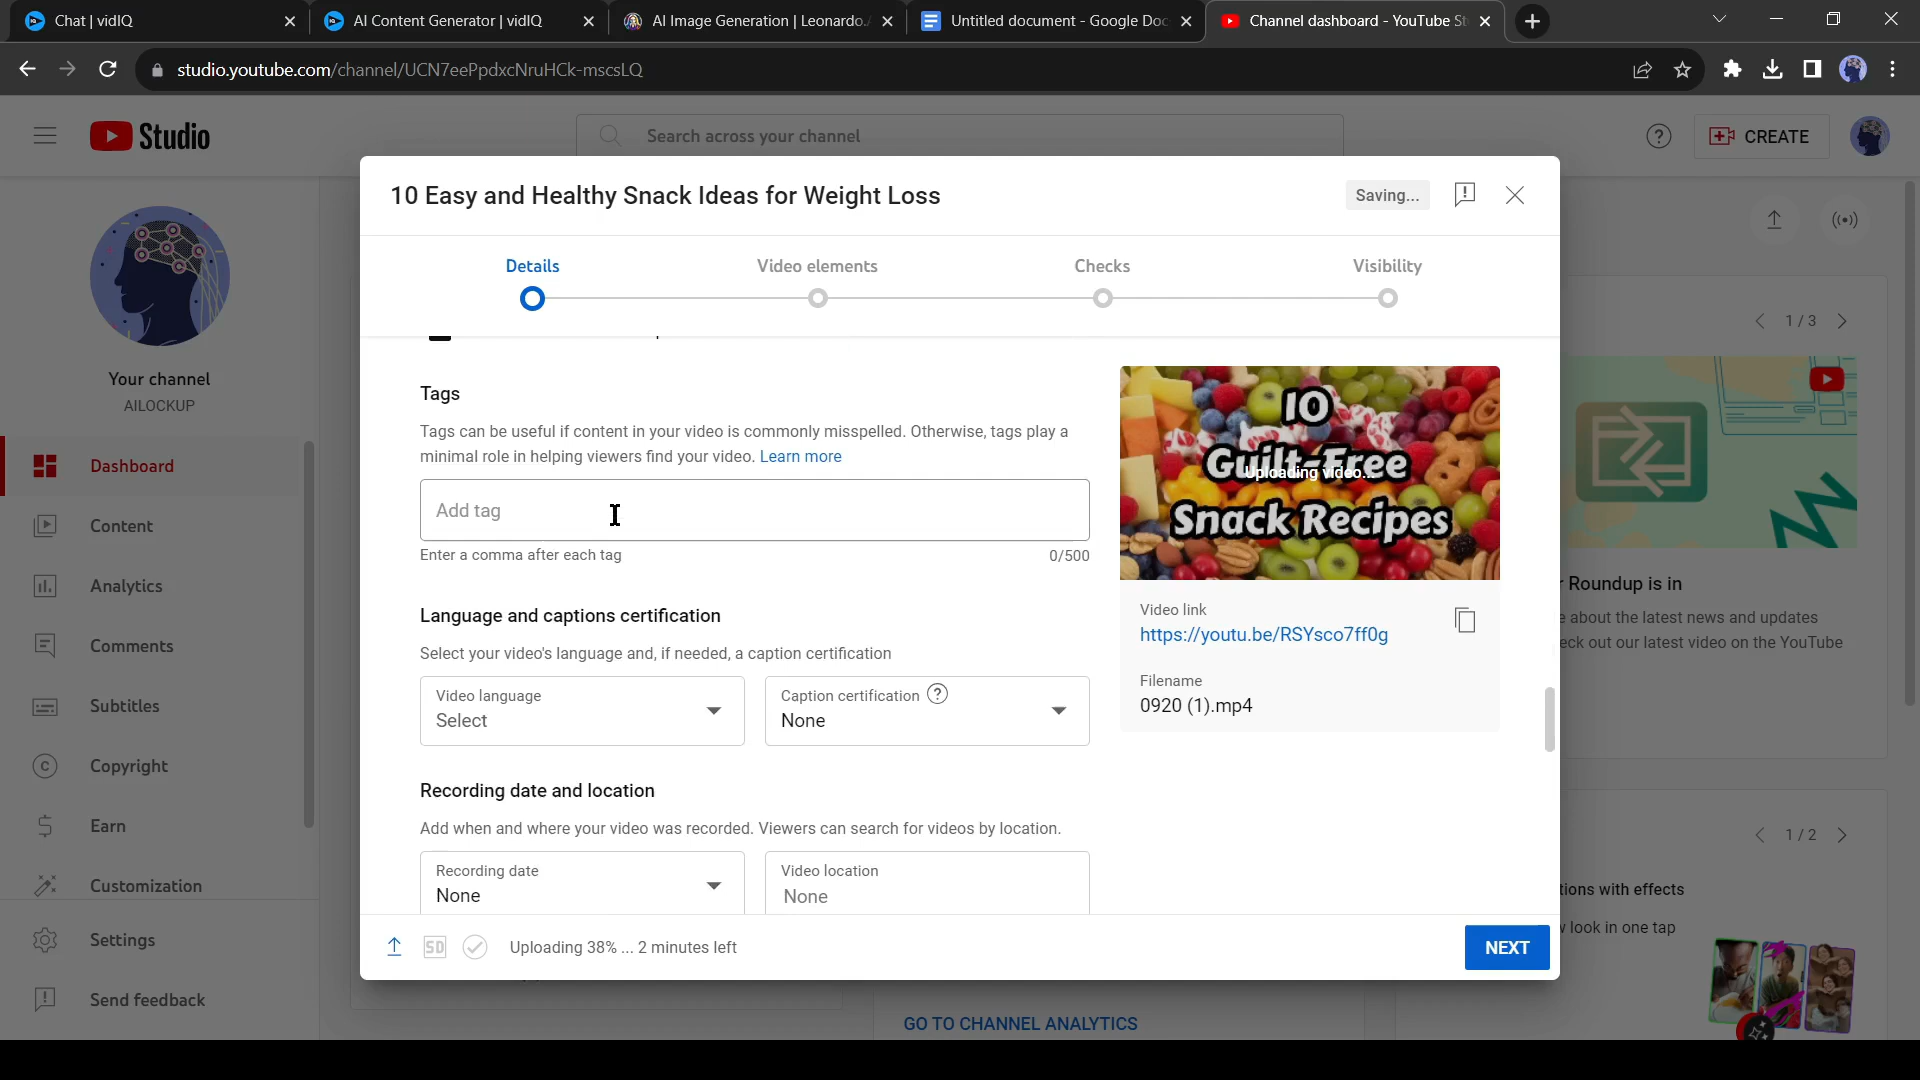 Chat | vidIQ
AI Content Generator | vidIQ
AI Image Generation | Leonardo.
Untitled document - Google Doc
Channel dashboard - YouTube St
studio.youtube.com/channel/UCN7eePpdxcNruHCk-mscsLQ
Studio
Search across your channel
CREATE
10 Easy and Healthy Snack Ideas for Weight Loss
Saving...
Details
Video elements
Checks
Visibility
1 / 3
Your channel
AILOCKUP
Dashboard
Content
Analytics
Comments
Subtitles
Copyright
Earn
Customization
Settings
Send feedback
Tags
Tags can be useful if content in your video is commonly misspelled. Otherwise, tags play a
minimal role in helping viewers find your video. Learn more
Add tag
Enter a comma after each tag
0/500
Language and captions certification
Select your video's language and, if needed, a caption certification
Video language
Select
Caption certification
None
Recording date and location
Add when and where your video was recorded. Viewers can search for videos by location.
Recording date
None
Video location
None
10
Guilt-Free
Uploading video...
Snack Recipes
Video link
https://youtu.be/RSYsco7ff0g
Filename
0920 (1).mp4
Roundup is in
about the latest news and updates
eck out our latest video on the YouTube
1 / 2
tions with effects
look in one tap
SD
Uploading 38% ... 2 minutes left
NEXT
GO TO CHANNEL ANALYTICS